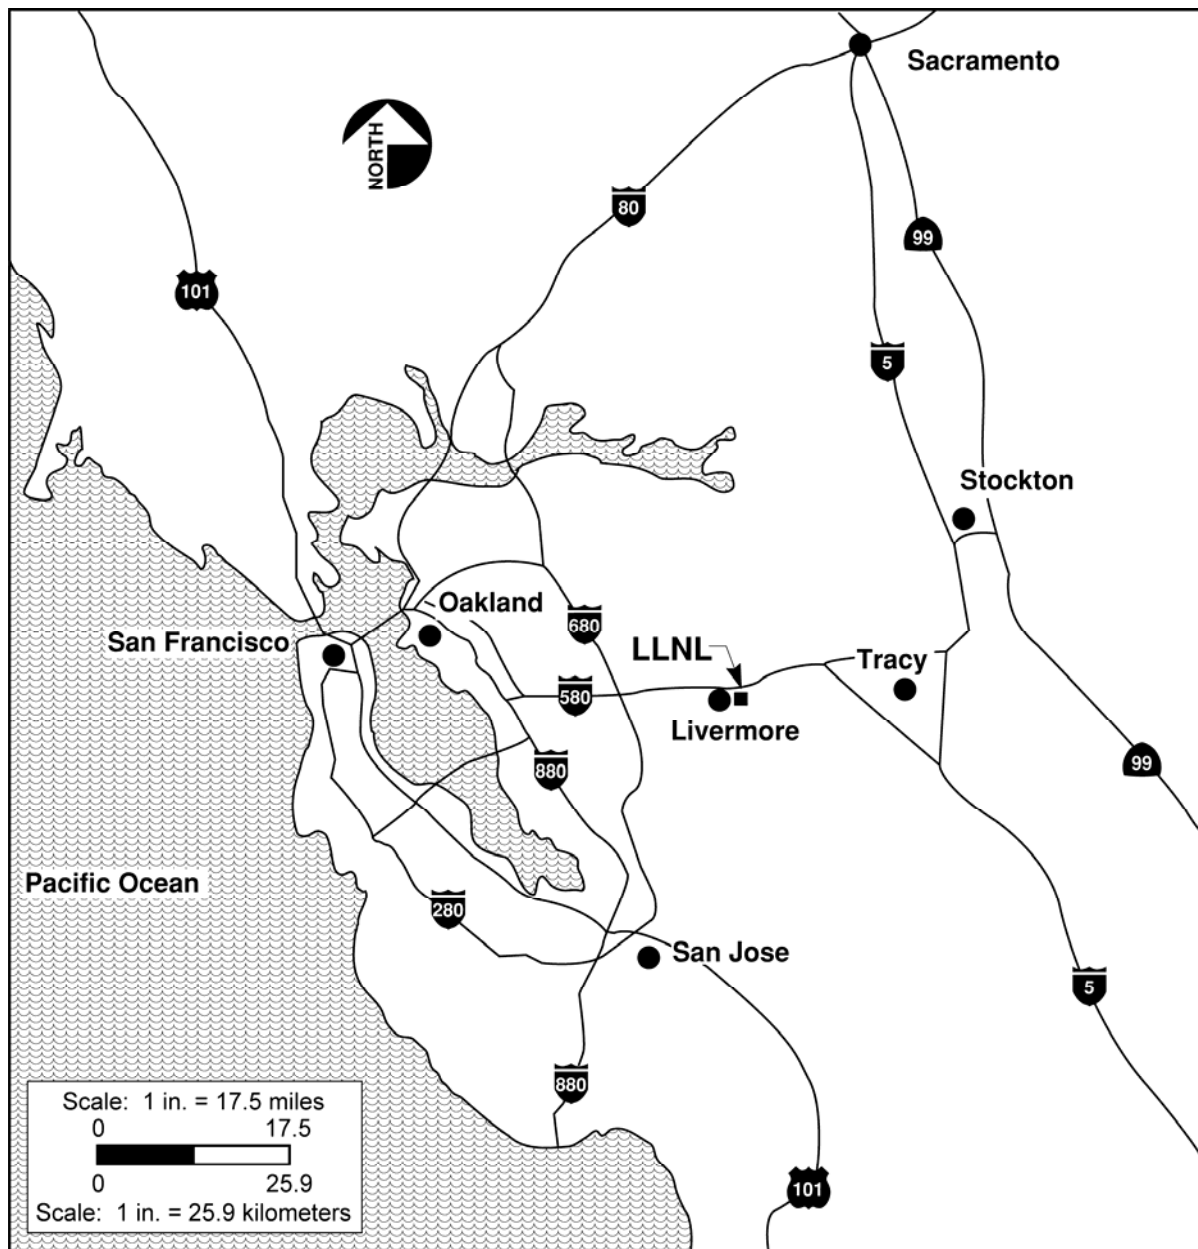 Sacramento
NORTH
80
99
101
5
Stockton
Oakland
680
San Francisco
LLNL
Tracy
580
Livermore
880
99
Pacific Ocean
280
San Jose
5
880
Scale: 1 in. = 17.5 miles
0 17.5
0 25.9
Scale: 1 in. = 25.9 kilometers
101